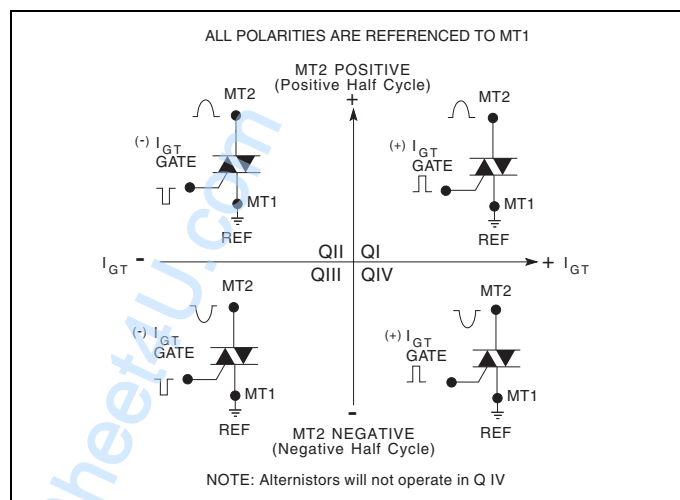 ALL POLARITIES ARE REFERENCED TO MT1
MT2 POSITIVE
(Positive Half Cycle)
+
MT2
(-) IGT
GATE
MT1
REF
MT2
(+) IGT
GATE
MT1
REF
IGT -
QII
QI
QIII
QIV
+ IGT
MT2
(-) IGT
GATE
MT1
REF
MT2
(+) IGT
GATE
MT1
REF
-
MT2 NEGATIVE
(Negative Half Cycle)
NOTE: Alternistors will not operate in Q IV
heet4U.com